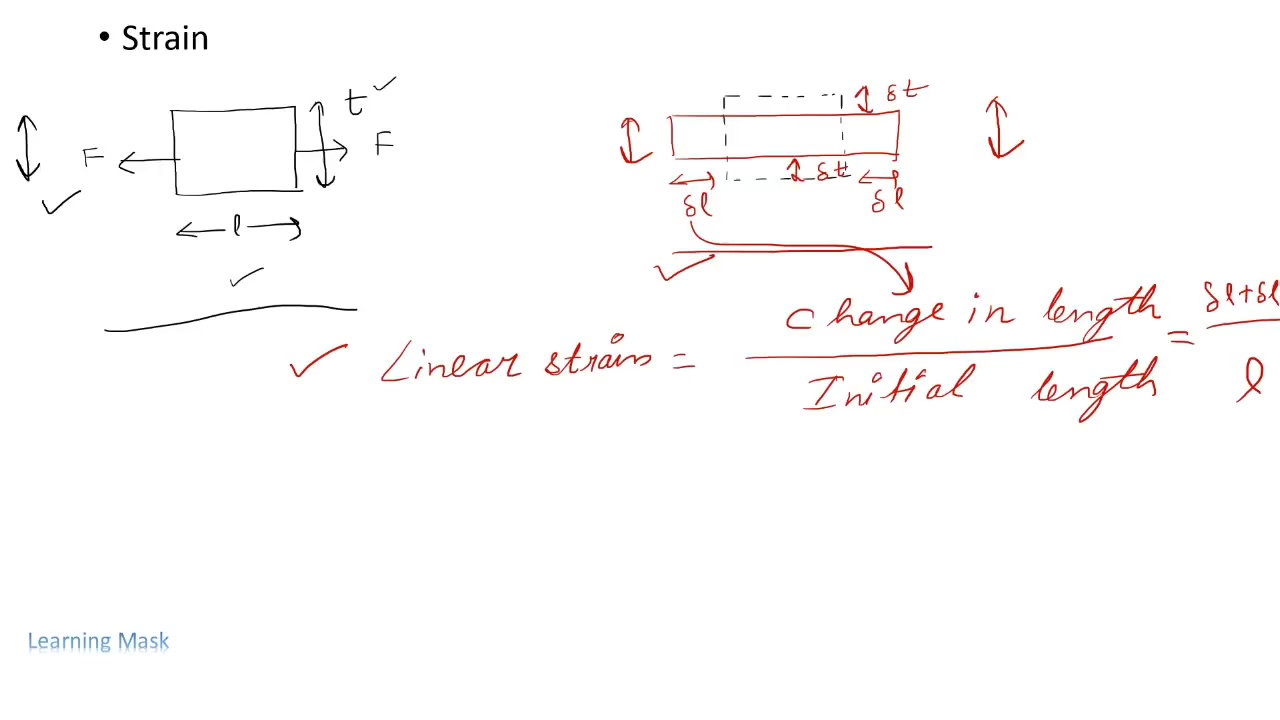 • Strain
t
F
F
l
δt
δt
δl
δl
Change in length
Linear strain = ―――――――― = δl+δl
Initial length
l
Learning Mask